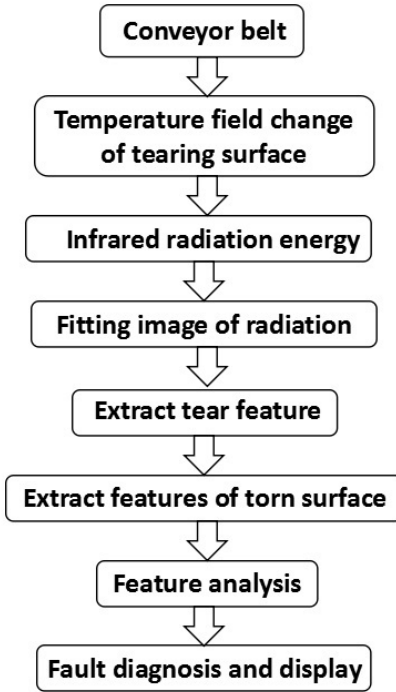 Conveyor belt
Temperature field change
of tearing surface
Infrared radiation energy
Fitting image of radiation
Extract tear feature
Extract features of torn surface
Feature analysis
Fault diagnosis and display